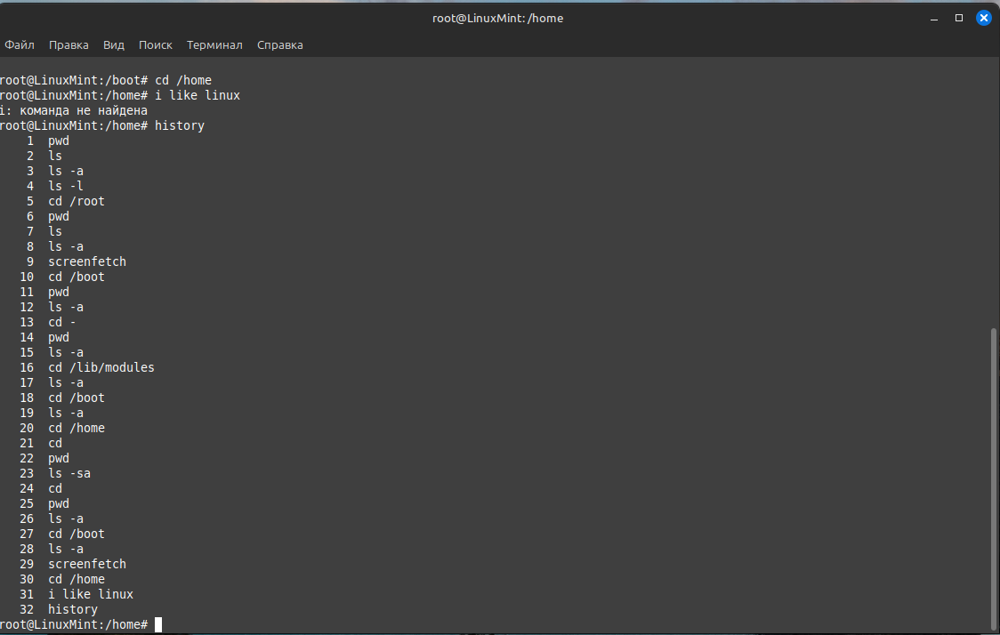 root@LinuxMint: /home
Файл Правка Вид Поиск Терминал Справка
root@LinuxMint:/boot# cd /home
root@LinuxMint:/home# i like linux
i: команда не найдена
root@LinuxMint:/home# history
1 pwd
2 ls
3 ls -a
4 ls -l
5 cd /root
6 pwd
7 ls
8 ls -a
9 screenfetch
10 cd /boot
11 pwd
12 ls -a
13 cd -
14 pwd
15 ls -a
16 cd /lib/modules
17 ls -a
18 cd /boot
19 ls -a
20 cd /home
21 cd
22 pwd
23 ls -sa
24 cd
25 pwd
26 ls -a
27 cd /boot
28 ls -a
29 screenfetch
30 cd /home
31 i like linux
32 history
root@LinuxMint:/home#